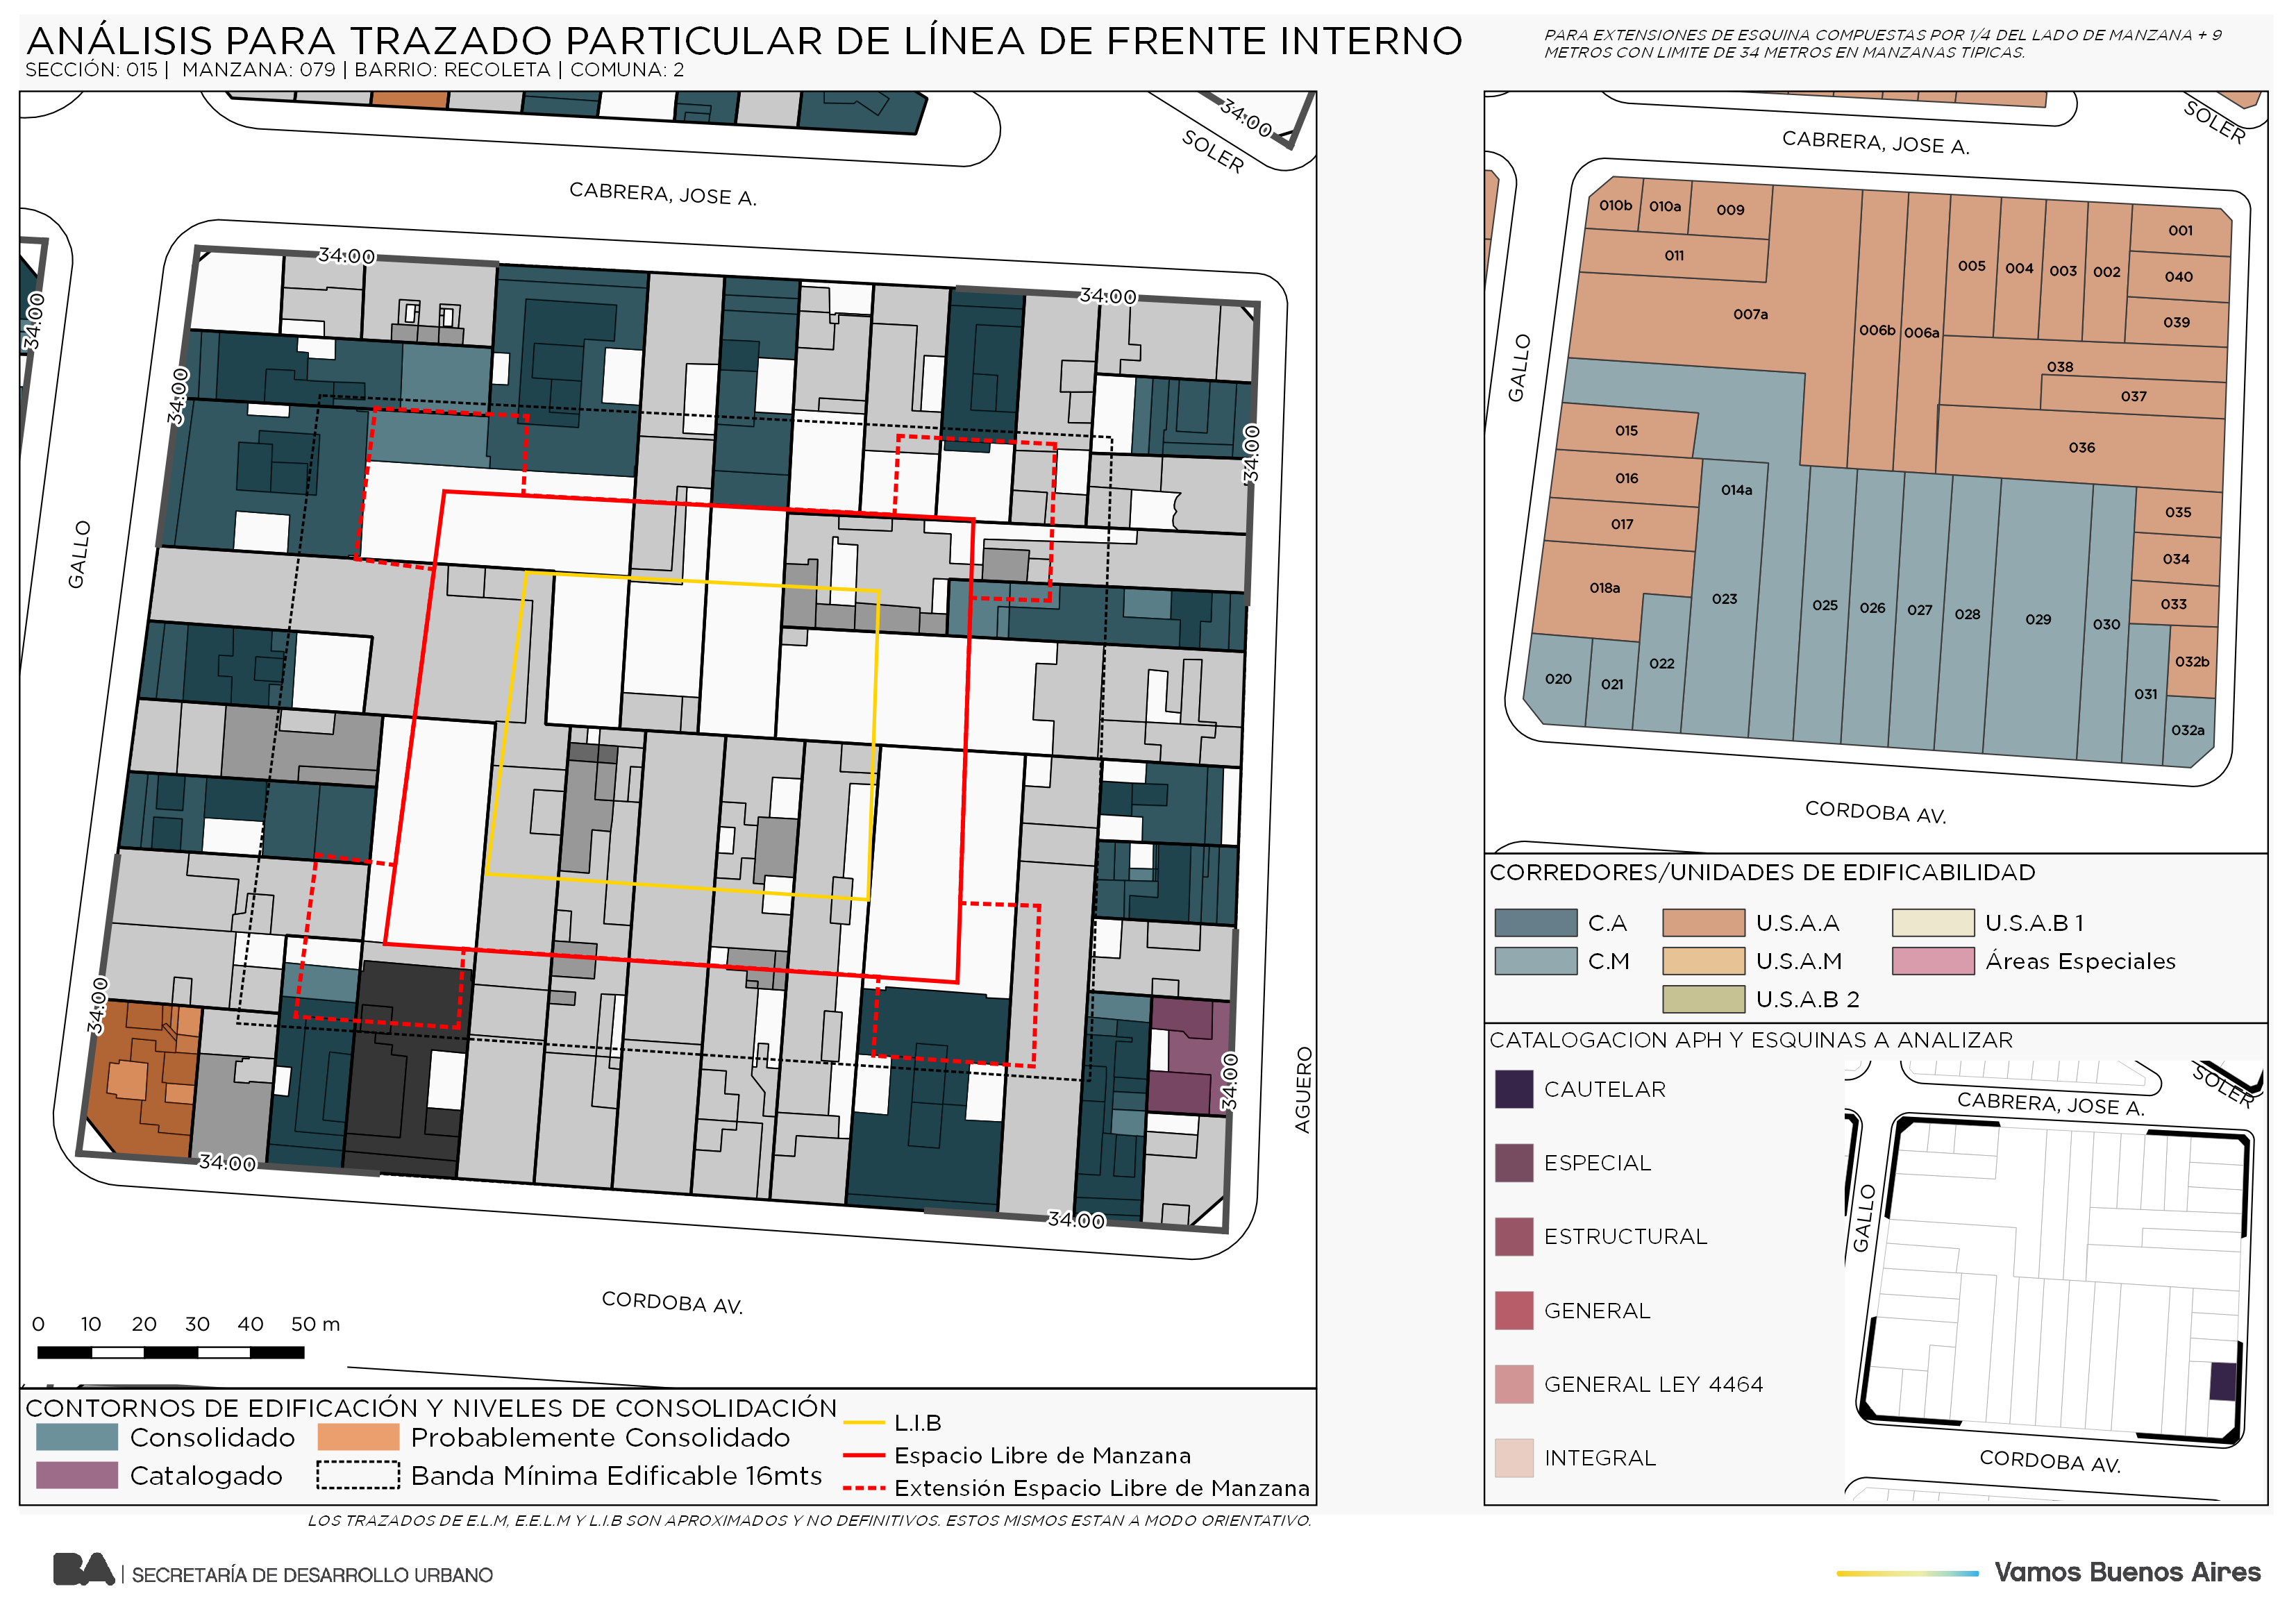 ANÁLISIS PARA TRAZADO PARTICULAR DE LÍNEA DE FRENTE INTERNO
SECCIÓN: 015 | MANZANA: 079 | BARRIO: RECOLETA | COMUNA: 2
PARA EXTENSIONES DE ESQUINA COMPUESTAS POR 1/4 DEL LADO DE MANZANA + 9
METROS CON LIMITE DE 34 METROS EN MANZANAS TIPICAS.
34:00
SOLER
CABRERA, JOSE A.
34:00
34:00
34:00
34:00
34:00
GALLO
34:00
34:00
34:00
34:00
AGUERO
CORDOBA AV.
0 10 20 30 40 50 m
CONTORNOS DE EDIFICACIÓN Y NIVELES DE CONSOLIDACIÓN
Consolidado
Probablemente Consolidado
Catalogado
Banda Mínima Edificable 16mts
L.I.B
Espacio Libre de Manzana
Extensión Espacio Libre de Manzana
LOS TRAZADOS DE E.L.M, E.E.L.M Y L.I.B SON APROXIMADOS Y NO DEFINITIVOS. ESTOS MISMOS ESTAN A MODO ORIENTATIVO.
SOLER
CABRERA, JOSE A.
GALLO
010b
010a
009
001
011
005
004
003
002
040
039
007a
006b
006a
038
037
036
015
016
014a
017
035
034
018a
023
025
026
027
028
029
030
033
022
032b
020
021
031
032a
CORDOBA AV.
CORREDORES/UNIDADES DE EDIFICABILIDAD
C.A
U.S.A.A
U.S.A.B 1
C.M
U.S.A.M
Áreas Especiales
U.S.A.B 2
CATALOGACION APH Y ESQUINAS A ANALIZAR
CAUTELAR
ESPECIAL
ESTRUCTURAL
GENERAL
GENERAL LEY 4464
INTEGRAL
SOLER
CABRERA, JOSE A.
GALLO
CORDOBA AV.
BA | SECRETARÍA DE DESARROLLO URBANO
Vamos Buenos Aires